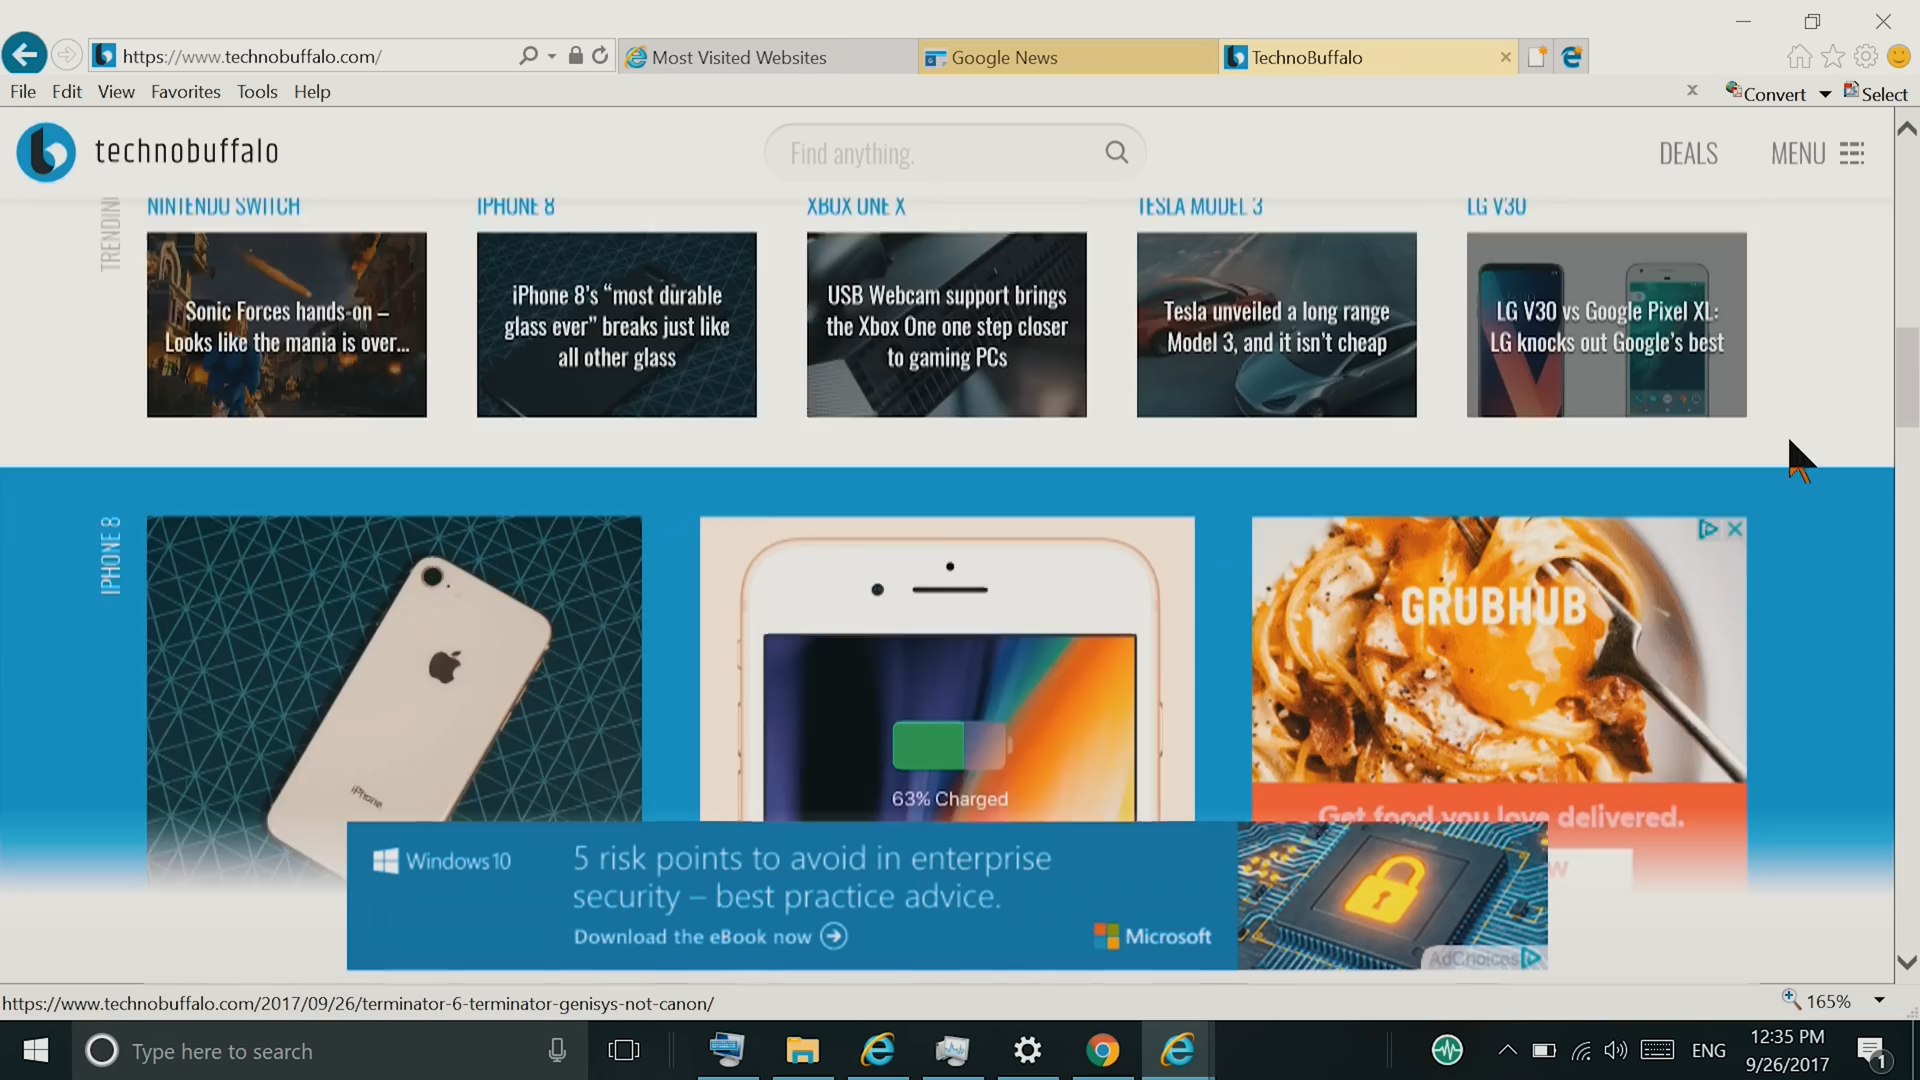 https://www.technobuffalo.com/
Most Visited Websites
Google News
TechnoBuffalo
File Edit View Favorites Tools Help
Convert
Select
technobuffalo
Find anything.
DEALS
MENU
TRENDING
NINTENDO SWITCH
IPHONE 8
XBOX ONE X
TESLA MODEL 3
LG V30
Sonic Forces hands-on –
Looks like the mania is over...
iPhone 8's “most durable
glass ever” breaks just like
all other glass
USB Webcam support brings
the Xbox One one step closer
to gaming PCs
Tesla unveiled a long range
Model 3, and it isn't cheap
LG V30 vs Google Pixel XL:
LG knocks out Google's best
IPHONE 8
iPhone
63% Charged
GRUBHUB
Get food you love delivered.
Windows 10
5 risk points to avoid in enterprise
security – best practice advice.
Download the eBook now
Microsoft
AdChoices
https://www.technobuffalo.com/2017/09/26/terminator-6-terminator-genisys-not-canon/
165%
Type here to search
ENG
12:35 PM
9/26/2017
1